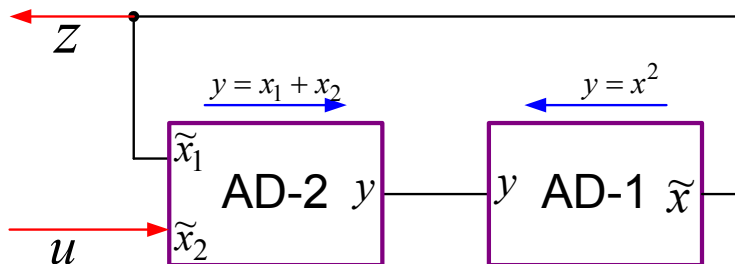 z
y = x₁ + x₂
y = x²
x̃₁
AD-2
y
y
AD-1
x̃
x̃₂
u